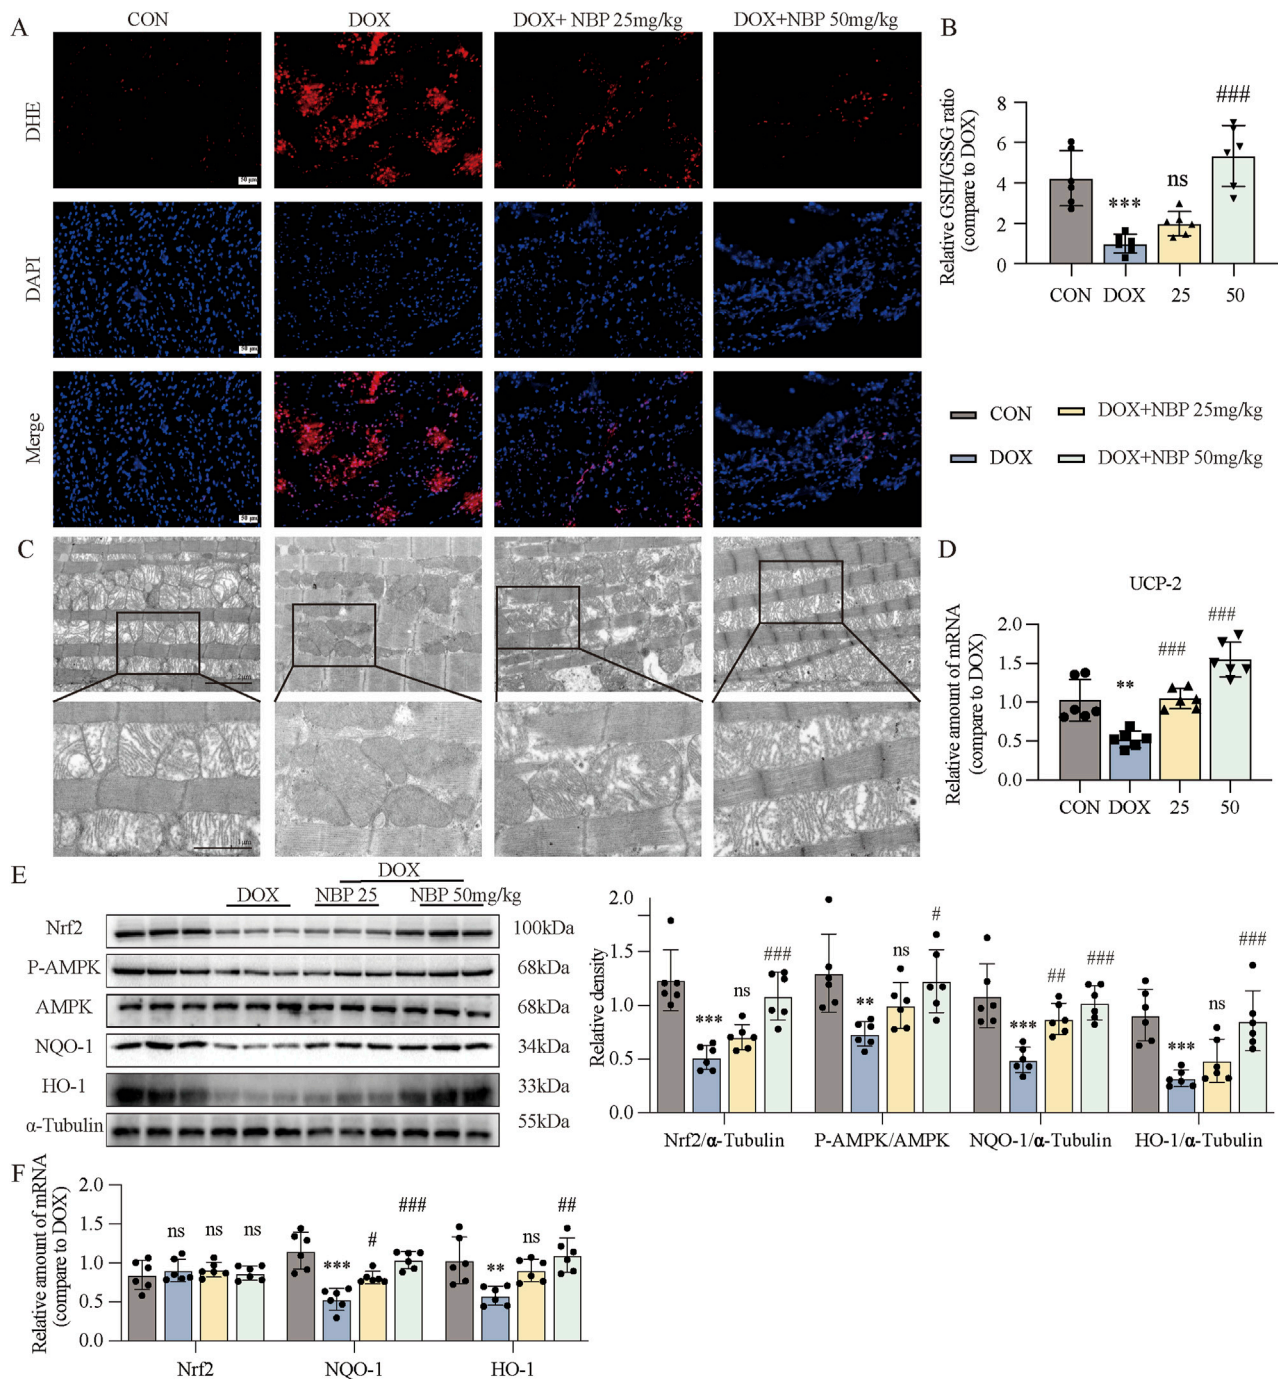 A
CON
DOX
DOX+ NBP 25mg/kg
DOX+NBP 50mg/kg
DHE
50 μm
DAPI
50 μm
Merge
50 μm
B
Relative GSH/GSSG ratio
(compare to DOX)
8
6
4
2
0
***
ns
###
CON
DOX
25
50
CON
DOX+NBP 25mg/kg
DOX
DOX+NBP 50mg/kg
C
2μm
1μm
D
UCP-2
Relative amount of mRNA
(compare to DOX)
2.0
1.5
1.0
0.5
0.0
**
###
###
CON
DOX
25
50
E
DOX
DOX
NBP 25
NBP 50mg/kg
Nrf2
100kDa
P-AMPK
68kDa
AMPK
68kDa
NQO-1
34kDa
HO-1
33kDa
α-Tubulin
55kDa
Relative density
2.0
1.5
1.0
0.5
0.0
***
ns
###
**
ns
#
***
##
###
***
ns
###
Nrf2/α-Tubulin
P-AMPK/AMPK
NQO-1/α-Tubulin
HO-1/α-Tubulin
F
Relative amount of mRNA
(compare to DOX)
2.0
1.5
1.0
0.5
0.0
ns
ns
ns
***
#
###
**
ns
##
Nrf2
NQO-1
HO-1